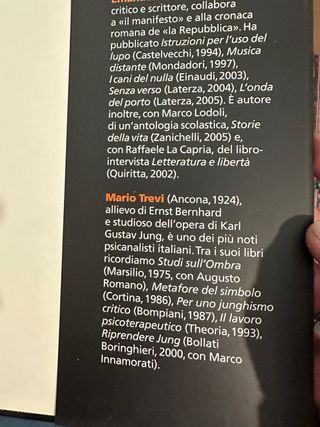 critico e scrittore, collabora
a «il manifesto» e alla cronaca
romana de «la Repubblica». Ha
pubblicato Istruzioni per l'uso del
lupo (Castelvecchi, 1994), Musica
distante (Mondadori, 1997),
I cani del nulla (Einaudi, 2003),
Senza verso (Laterza, 2004), L'onda
del porto (Laterza, 2005). È autore
inoltre, con Marco Lodoli,
di un'antologia scolastica, Storie
della vita (Zanichelli, 2005) e,
con Raffaele La Capria, del libro-
intervista Letteratura e libertà
(Quiritta, 2002).
Mario Trevi (Ancona, 1924),
allievo di Ernst Bernhard
e studioso dell'opera di Karl
Gustav Jung, è uno dei più noti
psicanalisti italiani. Tra i suoi libri
ricordiamo Studi sull'Ombra
(Marsilio, 1975, con Augusto
Romano), Metafore del simbolo
(Cortina, 1986), Per uno junghismo
critico (Bompiani, 1987), Il lavoro
psicoterapeutico (Theoria, 1993),
Riprendere Jung (Bollati
Boringhieri, 2000, con Marco
Innamorati).